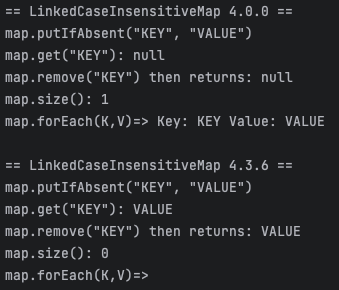 == LinkedCaseInsensitiveMap 4.0.0 ==
map.putIfAbsent("KEY", "VALUE")
map.get("KEY"): null
map.remove("KEY") then returns: null
map.size(): 1
map.forEach(K,V)=> Key: KEY Value: VALUE

== LinkedCaseInsensitiveMap 4.3.6 ==
map.putIfAbsent("KEY", "VALUE")
map.get("KEY"): VALUE
map.remove("KEY") then returns: VALUE
map.size(): 0
map.forEach(K,V)=>